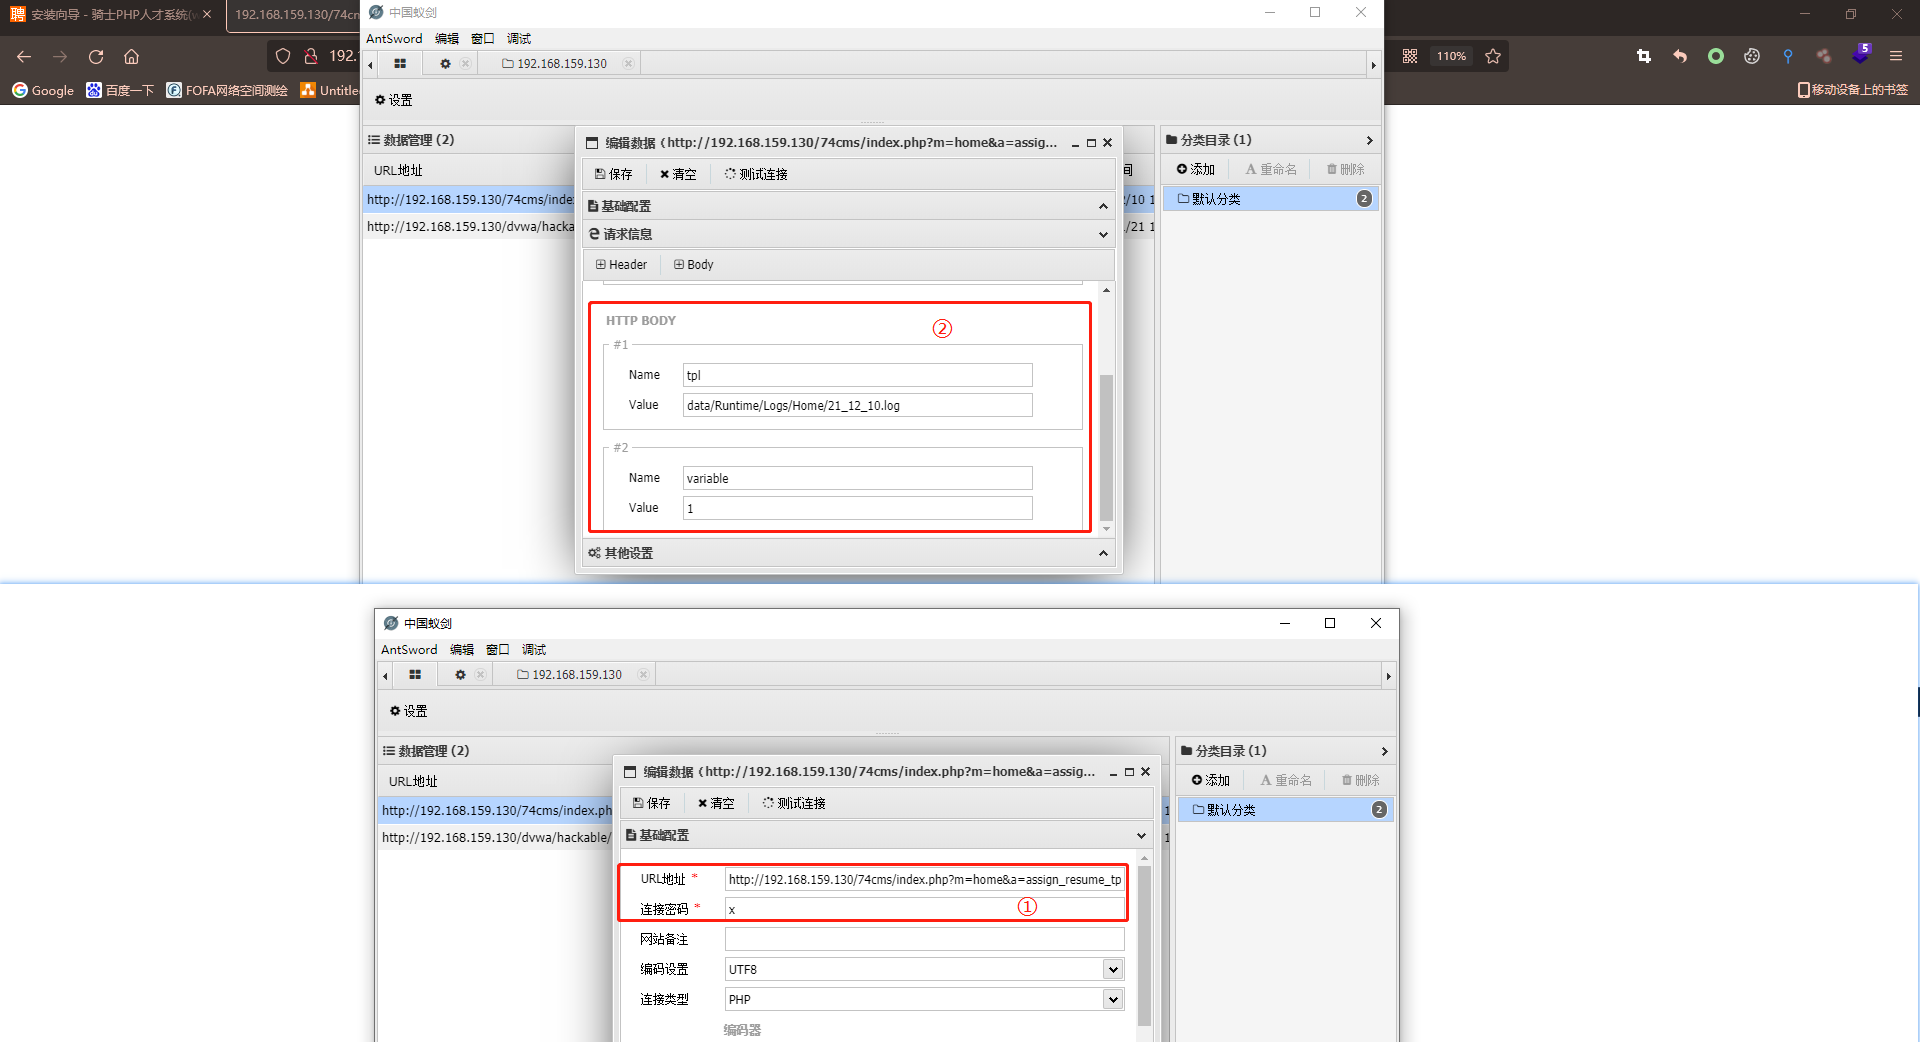 聘 安装向导 - 骑士PHP人才系统(w
192.168.159.130/74cm
192.1
110%
5
Google
百度一下
FOFA网络空间测绘
Untitle
移动设备上的书签
中国蚁剑
AntSword 编辑 窗口 调试
192.168.159.130
设置
数据管理 (2)
URL地址
间
http://192.168.159.130/74cms/inde
2/10 1
http://192.168.159.130/dvwa/hacka
/21 1
分类目录 (1)
添加 重命名 删除
默认分类 2
编辑数据 (http://192.168.159.130/74cms/index.php?m=home&a=assig...
保存 清空 测试连接
基础配置
请求信息
Header Body
HTTP BODY
②
#1
Name tpl
Value data/Runtime/Logs/Home/21_12_10.log
#2
Name variable
Value 1
其他设置
中国蚁剑
AntSword 编辑 窗口 调试
192.168.159.130
设置
数据管理 (2)
URL地址
http://192.168.159.130/74cms/index.ph
1
http://192.168.159.130/dvwa/hackable/
1
分类目录 (1)
添加 重命名 删除
默认分类 2
编辑数据 (http://192.168.159.130/74cms/index.php?m=home&a=assig...
保存 清空 测试连接
基础配置
URL地址 * http://192.168.159.130/74cms/index.php?m=home&a=assign_resume_tp
连接密码 * x
①
网站备注
编码设置 UTF8
连接类型 PHP
编码器